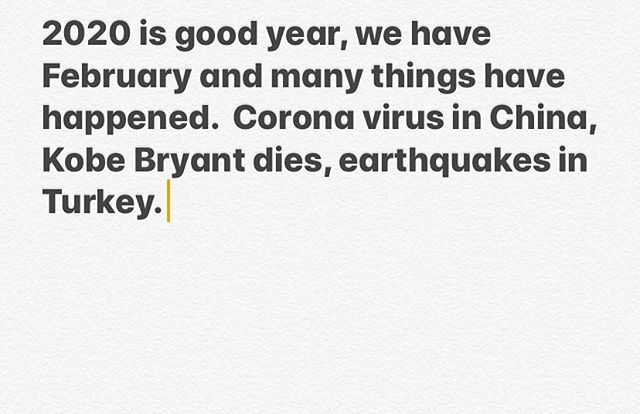 2020 is good year, we have
February and many things have
happened.  Corona virus in China,
Kobe Bryant dies, earthquakes in
Turkey.